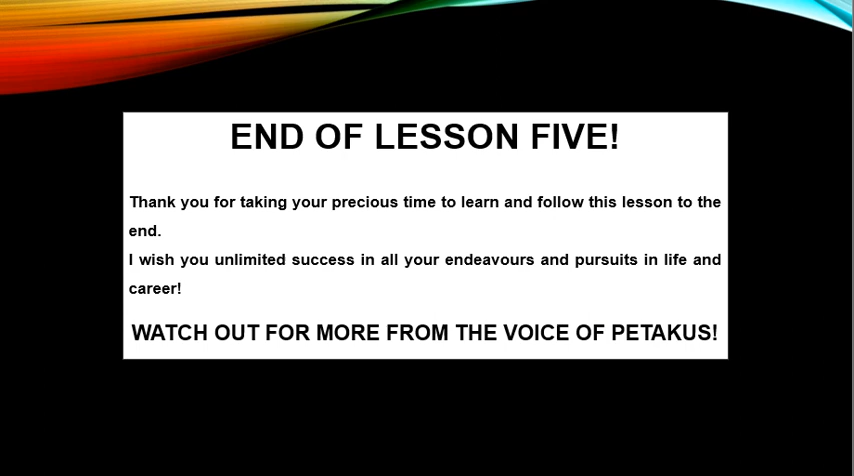 END OF LESSON FIVE!
Thank you for taking your precious time to learn and follow this lesson to the
end.
I wish you unlimited success in all your endeavours and pursuits in life and
career!
WATCH OUT FOR MORE FROM THE VOICE OF PETAKUS!